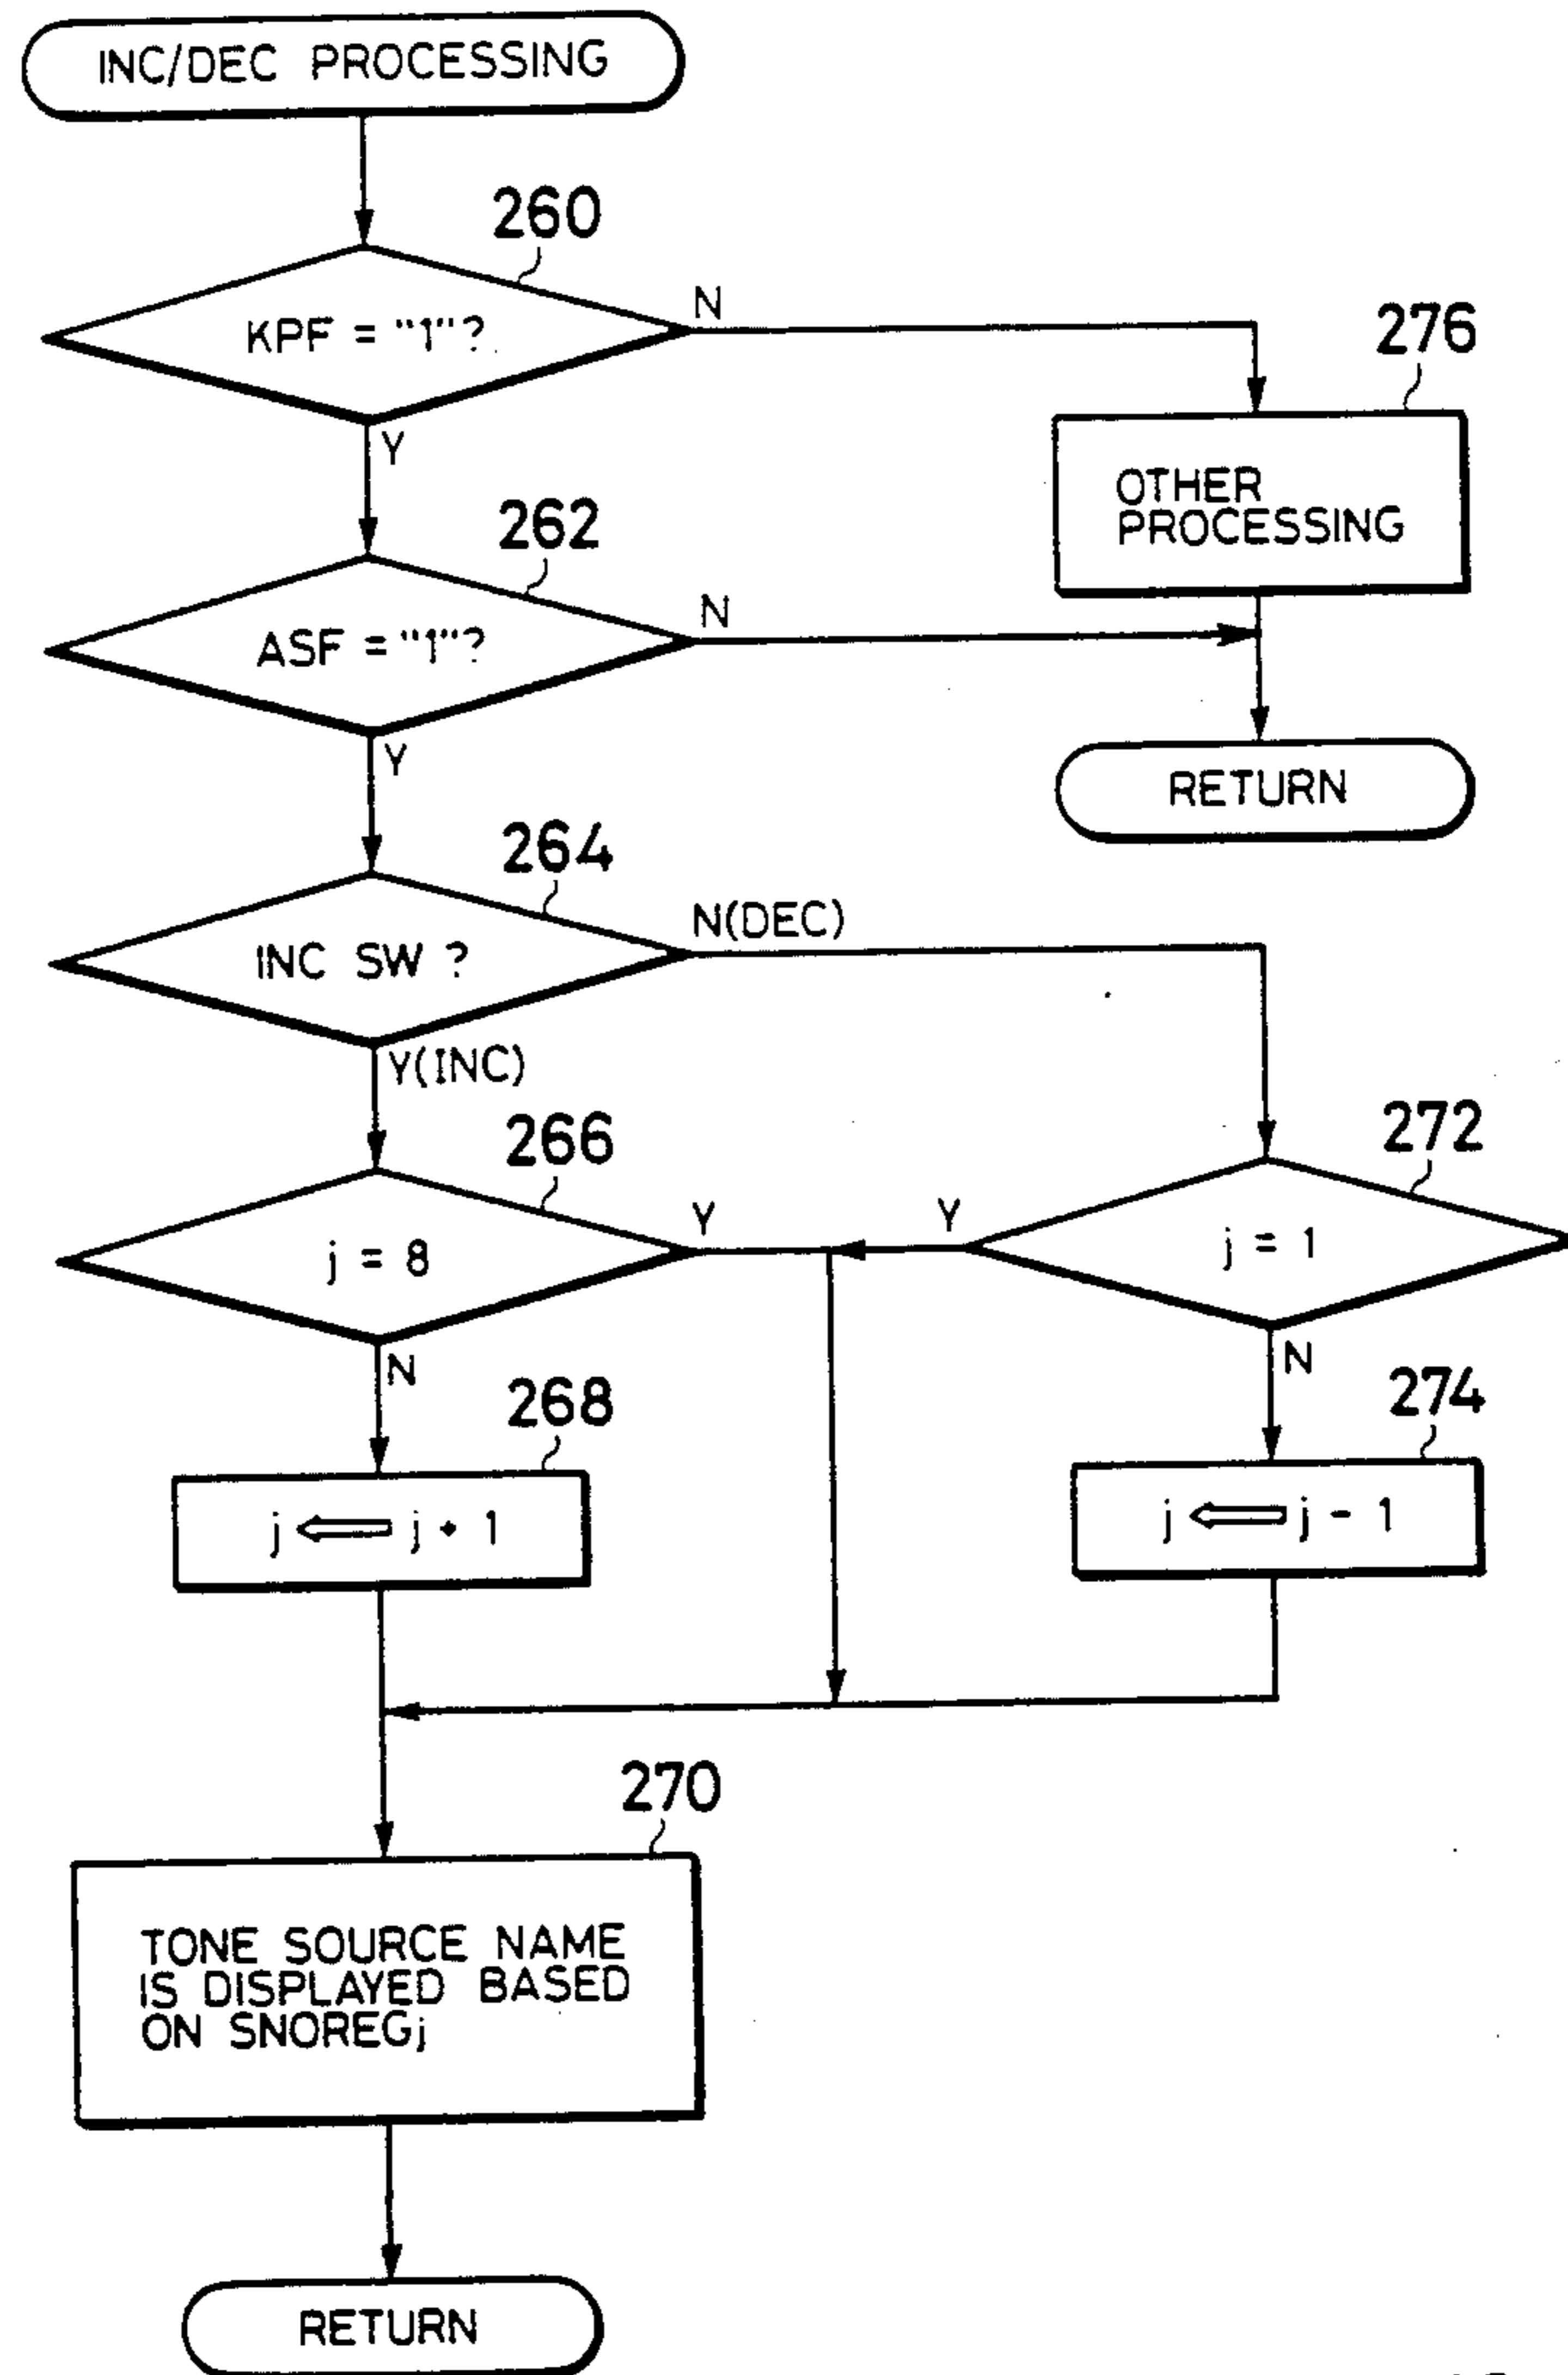 INC/DEC PROCESSING
260
KPF = "1"?
N
Y
276
OTHER
PROCESSING
262
ASF = "1"?
N
Y
RETURN
264
INC SW ?
N(DEC)
Y(INC)
266
j = 8
Y
N
272
j = 1
Y
N
268
j ⇐ j + 1
274
j ⇐ j - 1
270
TONE SOURCE NAME
IS DISPLAYED BASED
ON SNOREGj
RETURN